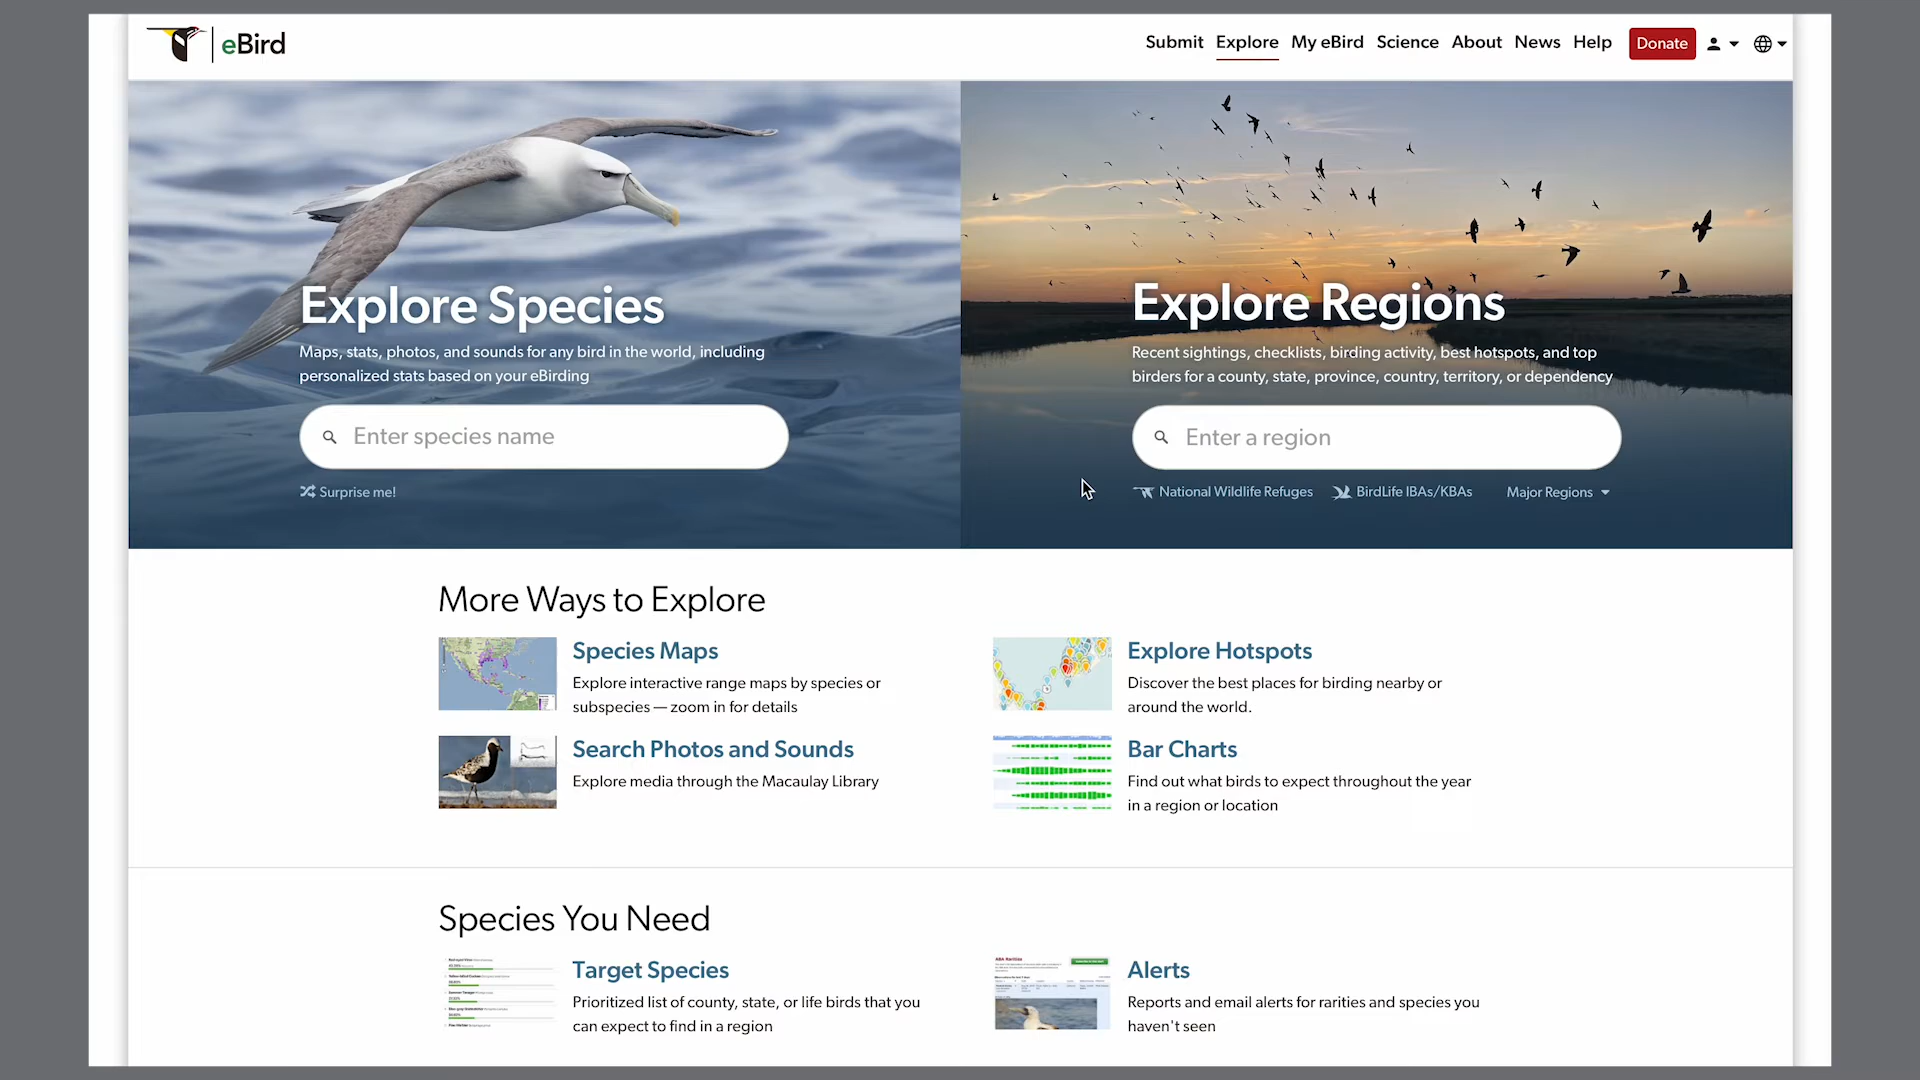 eBird
Submit Explore My eBird Science About News Help Donate
Explore Species
Maps, stats, photos, and sounds for any bird in the world, including
personalized stats based on your eBirding
Enter species name
Surprise me!
Explore Regions
Recent sightings, checklists, birding activity, best hotspots, and top
birders for a county, state, province, country, territory, or dependency
Enter a region
National Wildlife Refuges BirdLife IBAs/KBAs Major Regions
More Ways to Explore
Species Maps
Explore interactive range maps by species or
subspecies — zoom in for details
Explore Hotspots
Discover the best places for birding nearby or
around the world.
Search Photos and Sounds
Explore media through the Macaulay Library
Bar Charts
Find out what birds to expect throughout the year
in a region or location
Species You Need
Target Species
Prioritized list of county, state, or life birds that you
can expect to find in a region
Alerts
Reports and email alerts for rarities and species you
haven't seen